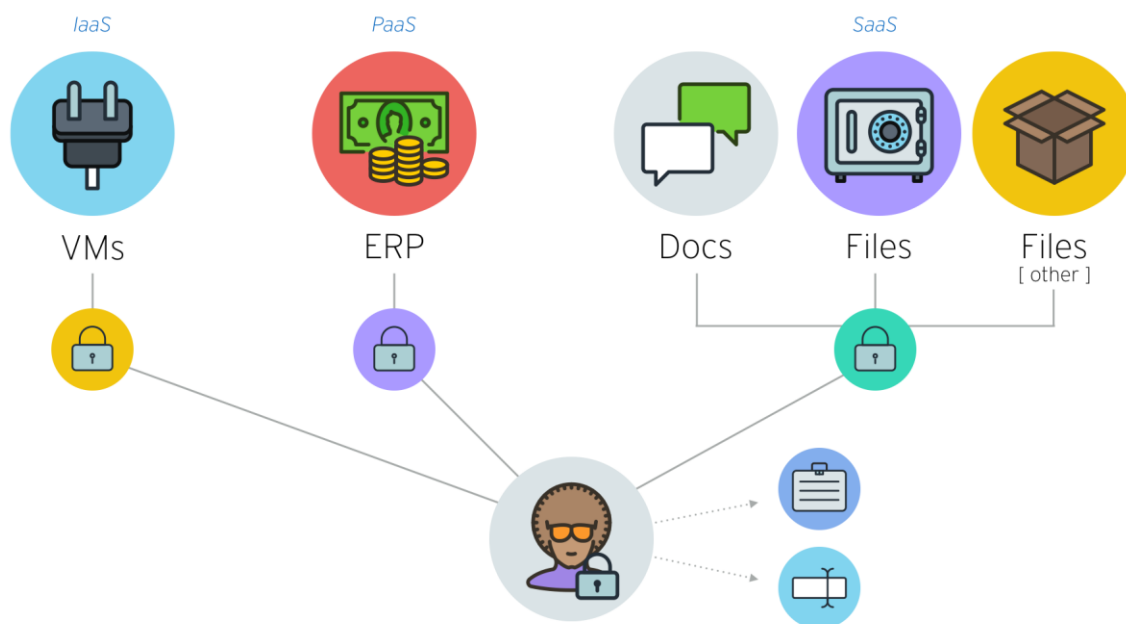 IaaS
PaaS
SaaS
VMs
ERP
Docs
Files
Files
[ other ]